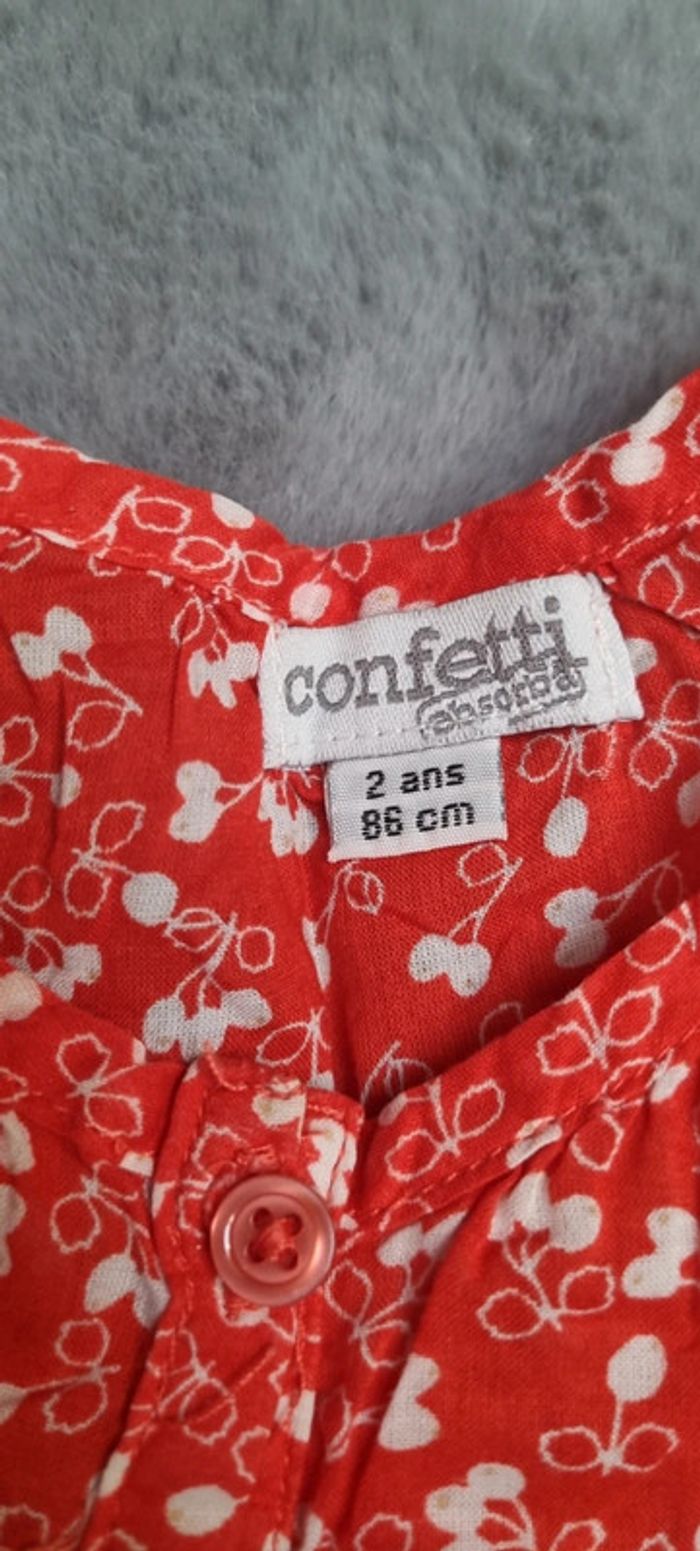 confetti
absorba
2 ans
86 cm